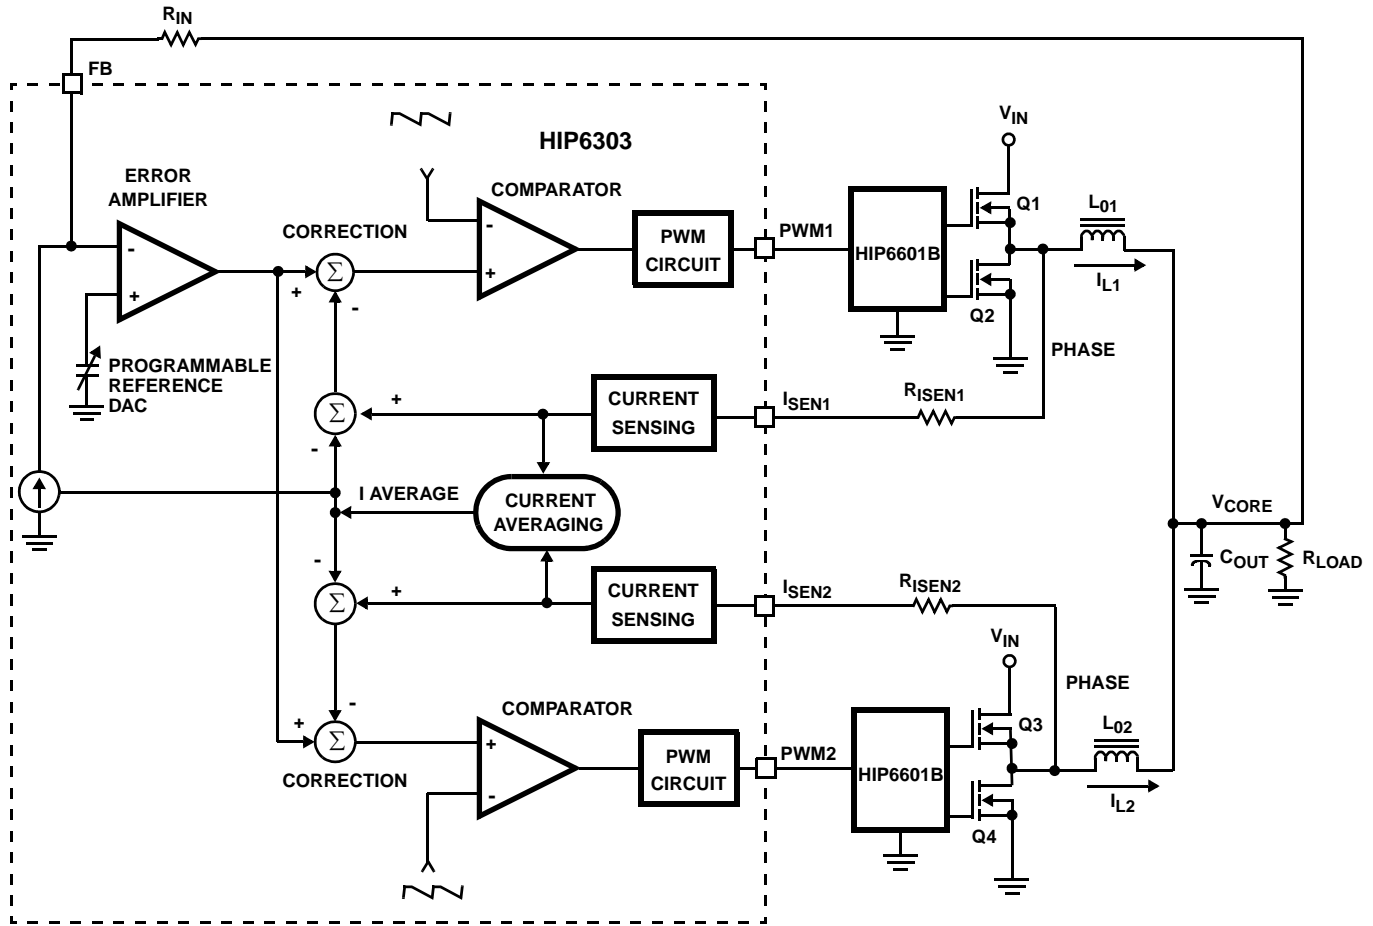 RIN
FB
HIP6303
VIN
ERROR
AMPLIFIER
COMPARATOR
CORRECTION
PWM
CIRCUIT
PWM1
HIP6601B
Q1
Q2
L01
IL1
-
+
+
-
-
+
PHASE
PROGRAMMABLE
REFERENCE
DAC
Σ
Σ
+
-
CURRENT
SENSING
ISEN1
RISEN1
I AVERAGE
CURRENT
AVERAGING
VCORE
COUT
RLOAD
-
Σ
+
CURRENT
SENSING
ISEN2
RISEN2
VIN
PHASE
-
+
Σ
CORRECTION
COMPARATOR
+
-
PWM
CIRCUIT
PWM2
HIP6601B
Q3
Q4
L02
IL2